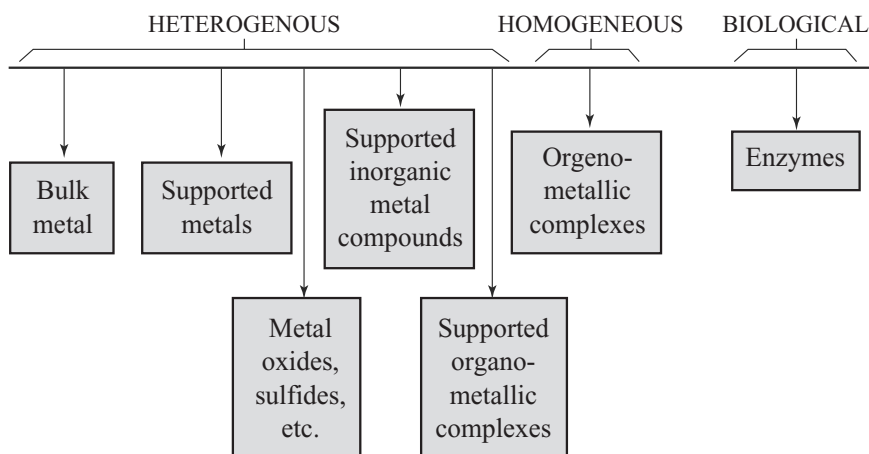 HETEROGENOUS
HOMOGENEOUS
BIOLOGICAL
Bulk
metal
Supported
metals
Supported
inorganic
metal
compounds
Orgeno-
metallic
complexes
Enzymes
Metal
oxides,
sulfides,
etc.
Supported
organo-
metallic
complexes